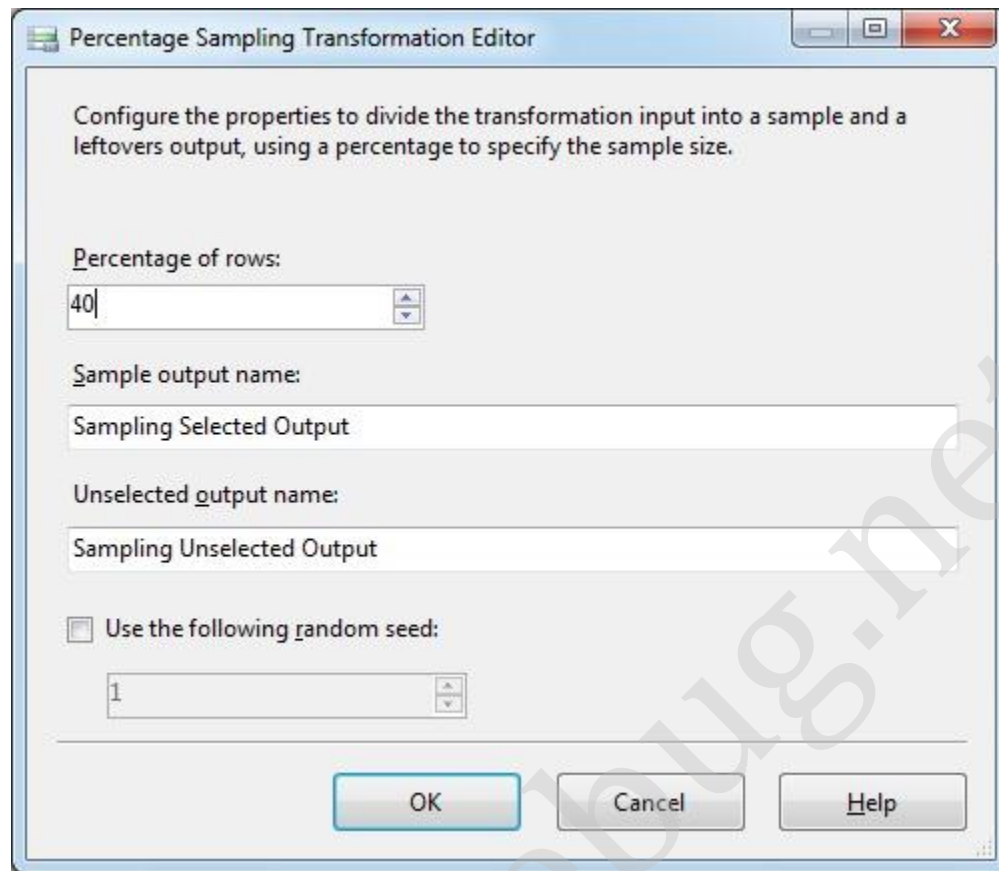 Percentage Sampling Transformation Editor
Configure the properties to divide the transformation input into a sample and a
leftovers output, using a percentage to specify the sample size.
Percentage of rows:
40
Sample output name:
Sampling Selected Output
Unselected output name:
Sampling Unselected Output
Use the following random seed:
1
OK
Cancel
Help